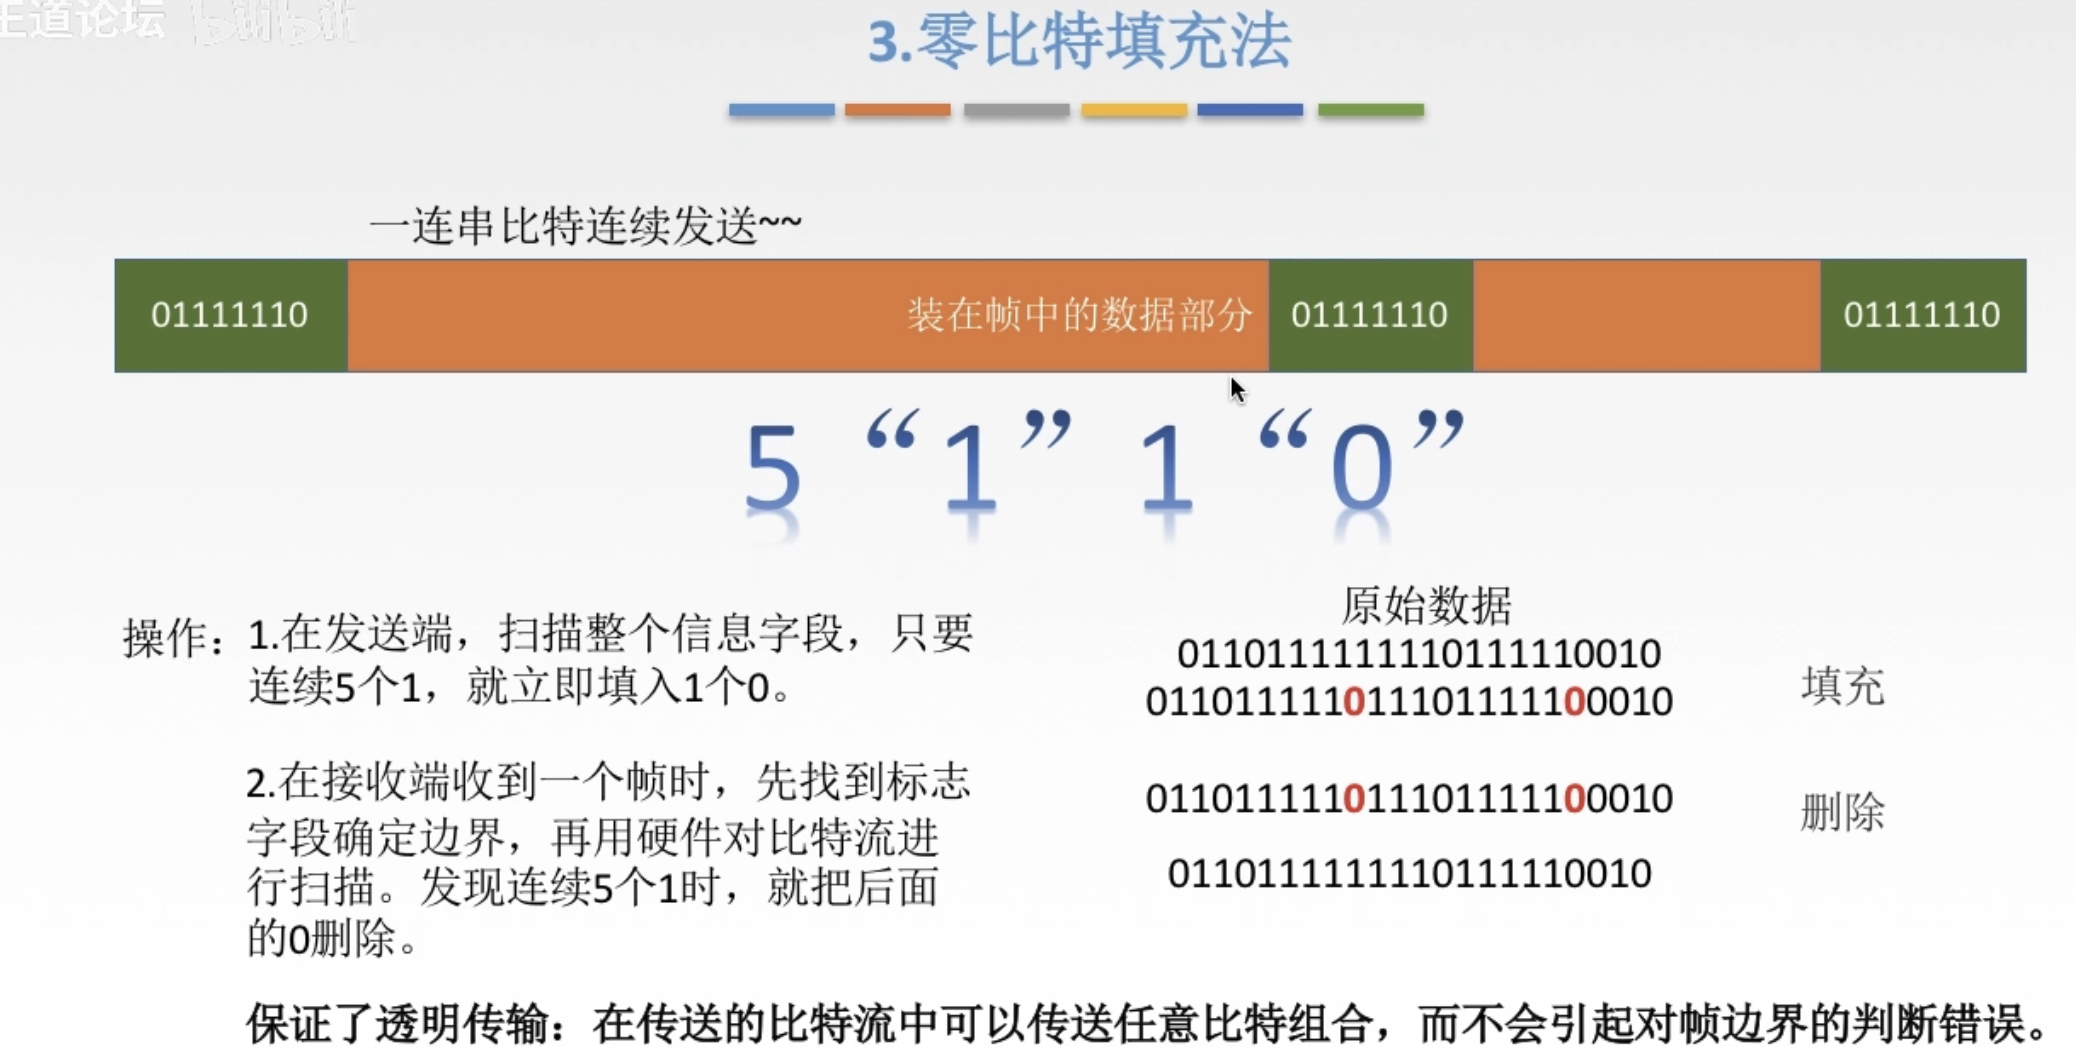 王道论坛 bilibili
3.零比特填充法
一连串比特连续发送~~
01111110 装在帧中的数据部分 01111110 01111110
5 “1” 1 “0”
原始数据
操作：1.在发送端，扫描整个信息字段，只要
连续5个1，就立即填入1个0。
0110111111110111110010
011011111011101111100010 填充
2.在接收端收到一个帧时，先找到标志
字段确定边界，再用硬件对比特流进
行扫描。发现连续5个1时，就把后面
的0删除。
011011111011101111100010 删除
0110111111110111110010
保证了透明传输：在传送的比特流中可以传送任意比特组合，而不会引起对帧边界的判断错误。